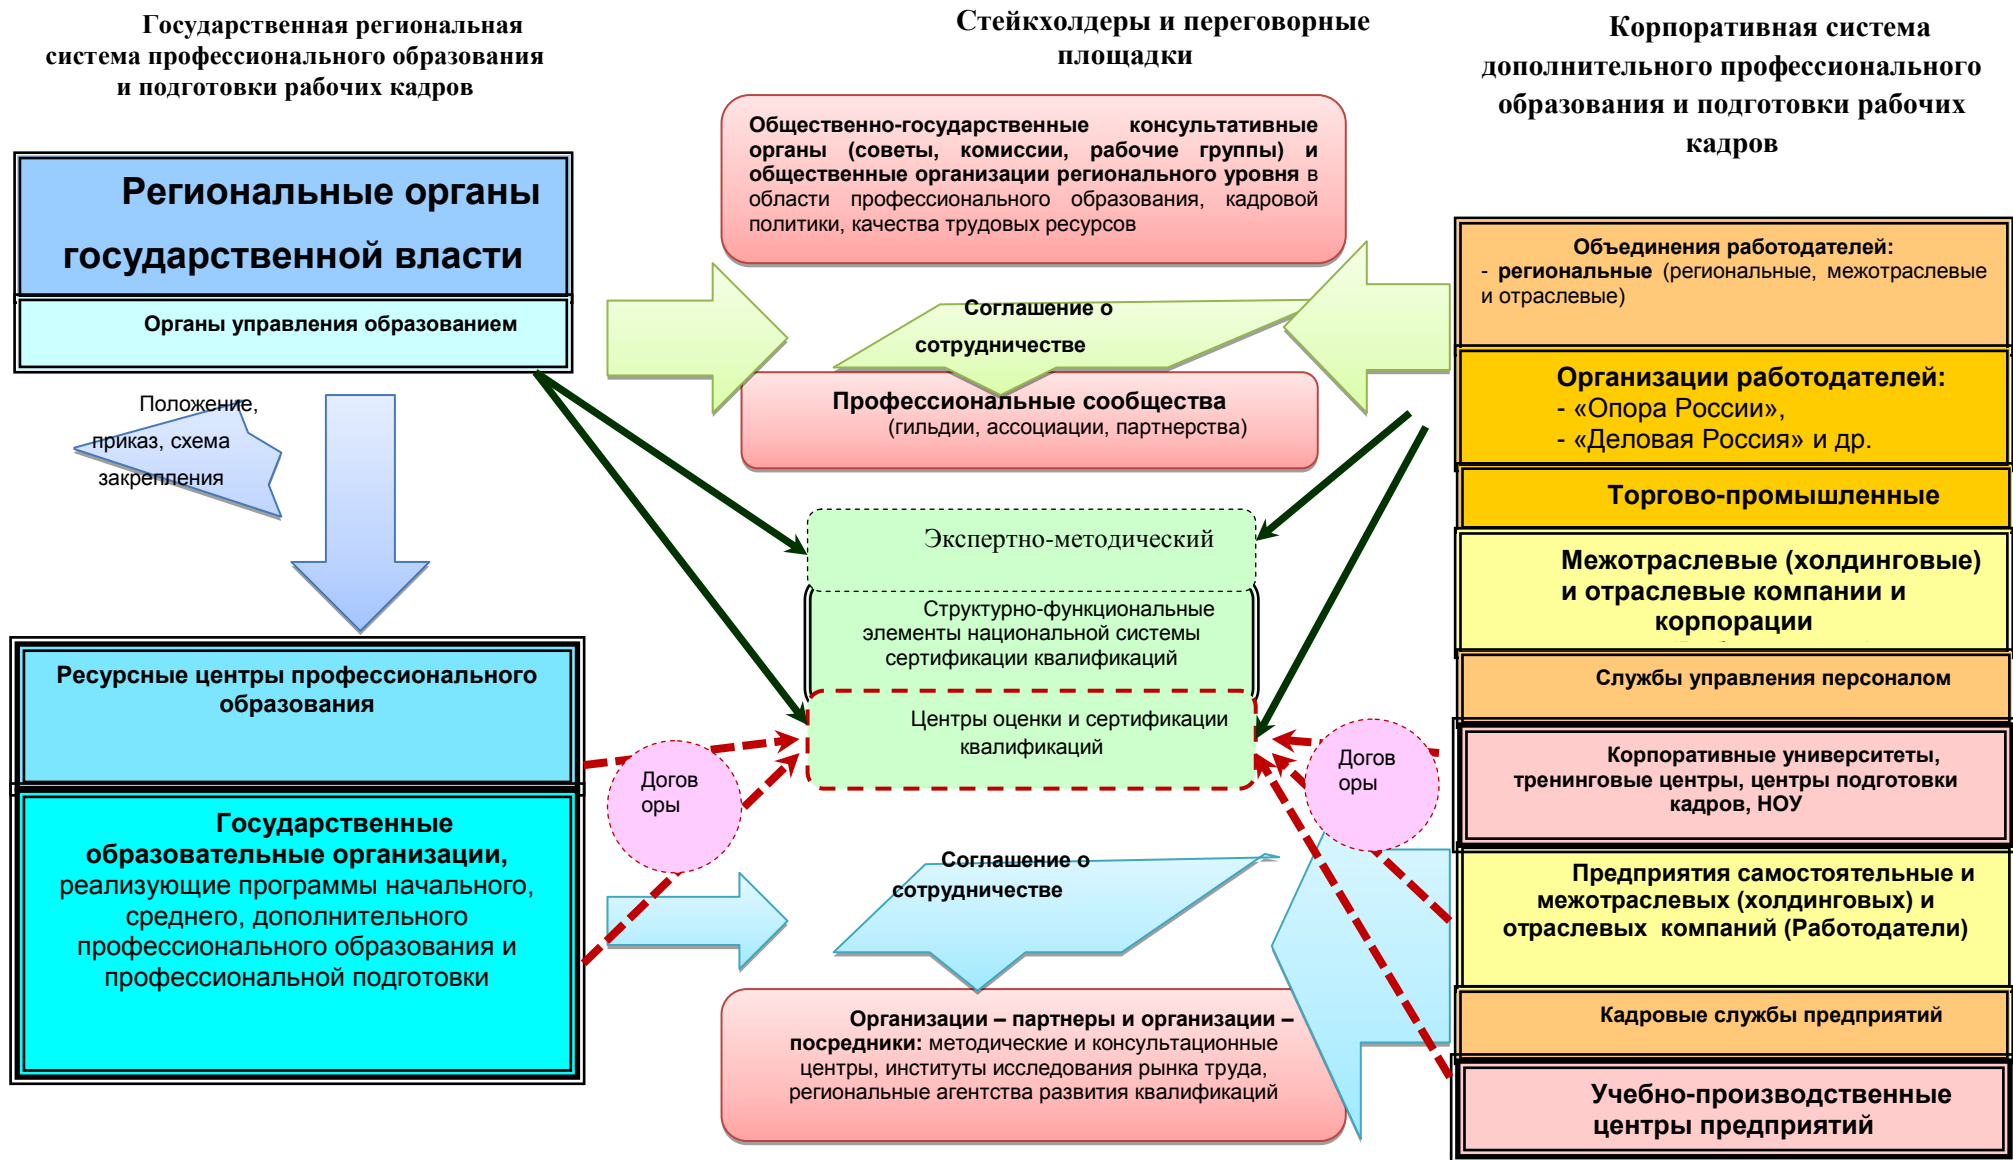 Государственная региональная
система профессионального образования
и подготовки рабочих кадров
Стейкхолдеры и переговорные
площадки
Корпоративная система
дополнительного профессионального
образования и подготовки рабочих
кадров
Региональные органы
государственной власти
Органы управления образованием
Положение,
приказ, схема
закрепления
Ресурсные центры профессионального
образования
Государственные
образовательные организации,
реализующие программы начального,
среднего, дополнительного
профессионального образования и
профессиональной подготовки
Общественно-государственные консультативные
органы (советы, комиссии, рабочие группы) и
общественные организации регионального уровня в
области профессионального образования, кадровой
политики, качества трудовых ресурсов
Соглашение о
сотрудничестве
Профессиональные сообщества
(гильдии, ассоциации, партнерства)
Экспертно-методический
Структурно-функциональные
элементы национальной системы
сертификации квалификаций
Центры оценки и сертификации
квалификаций
Догов
оры
Догов
оры
Соглашение о
сотрудничестве
Организации – партнеры и организации –
посредники: методические и консультационные
центры, институты исследования рынка труда,
региональные агентства развития квалификаций
Объединения работодателей:
- региональные (региональные, межотраслевые
и отраслевые)
Организации работодателей:
- «Опора России»,
- «Деловая Россия» и др.
Торгово-промышленные
Межотраслевые (холдинговые)
и отраслевые компании и
корпорации
Службы управления персоналом
Корпоративные университеты,
тренинговые центры, центры подготовки
кадров, НОУ
Предприятия самостоятельные и
межотраслевых (холдинговых) и
отраслевых компаний (Работодатели)
Кадровые службы предприятий
Учебно-производственные
центры предприятий